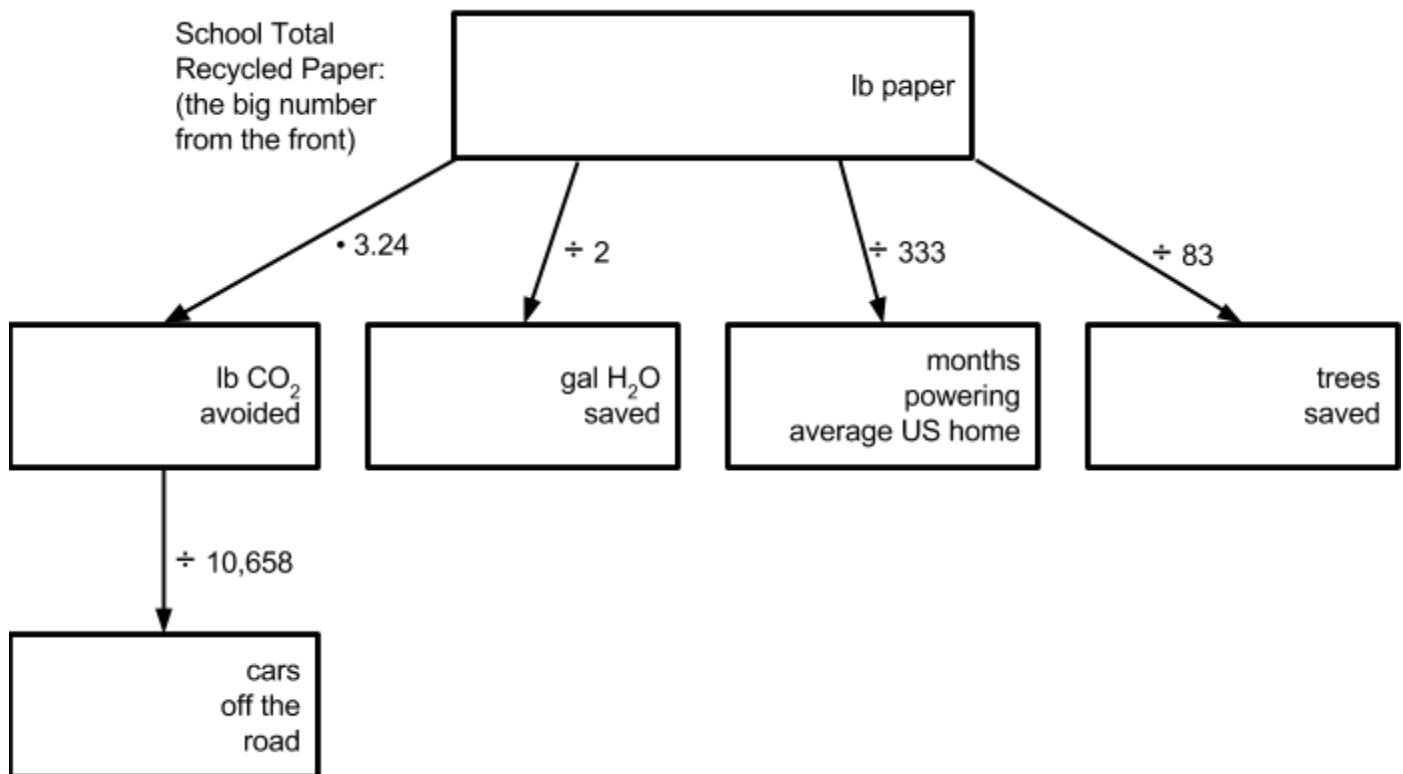 School Total
Recycled Paper:
(the big number
from the front)
lb paper
• 3.24
÷ 2
÷ 333
÷ 83
lb CO₂
avoided
gal H₂O
saved
months
powering
average US home
trees
saved
÷ 10,658
cars
off the
road